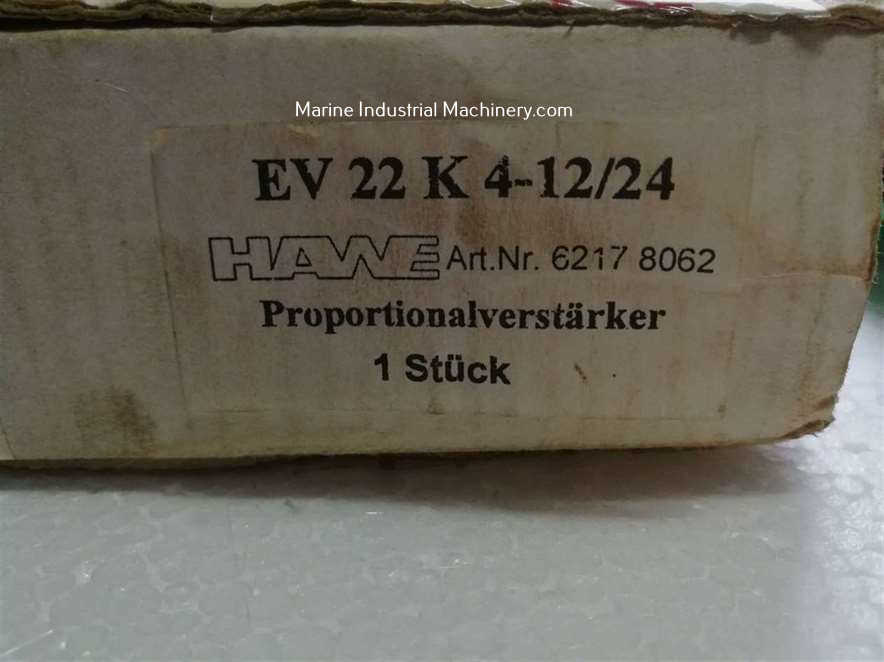 Marine Industrial Machinery.com
EV 22 K 4-12/24
HAWE Art.Nr. 6217 8062
Proportionalverstärker
1 Stück